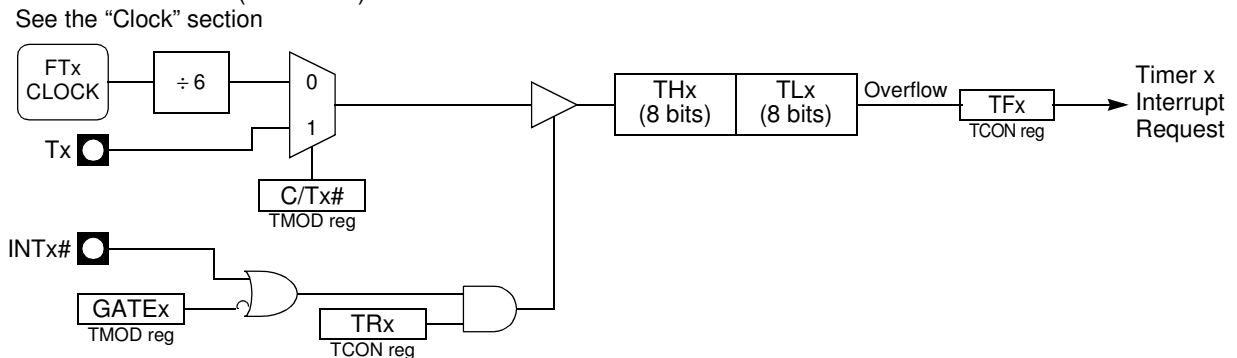 See the “Clock” section
FTx
CLOCK
÷ 6
0
1
Tx
C/Tx#
TMOD reg
THx
(8 bits)
TLx
(8 bits)
Overflow
TFx
TCON reg
Timer x
Interrupt
Request
INTx#
GATEx
TMOD reg
TRx
TCON reg